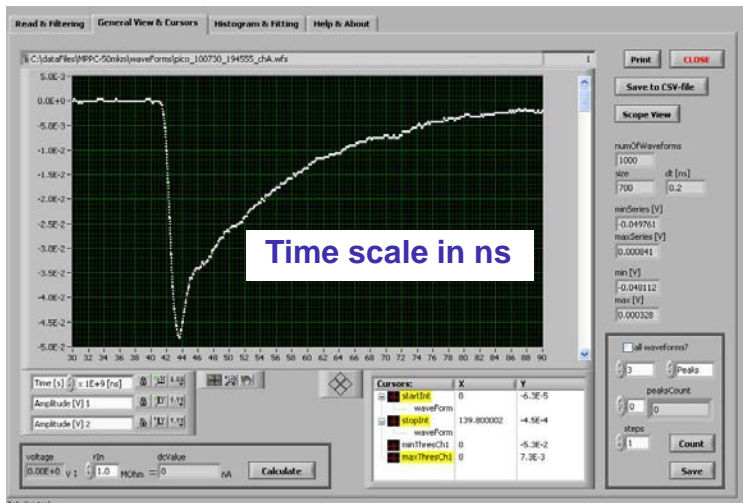 Read & Filtering General View & Cursors Histogram & Fitting Help & About
C:\dataFiles\MPPC-50mkm\waveForms\pico_100730_194555_chA.wfs 1
Print CLOSE
Save to CSV-file
Scope View
5.0E-3
0.0E+0
-5.0E-3
-1.0E-2
-1.5E-2
-2.0E-2
-2.5E-2
-3.0E-2
-3.5E-2
-4.0E-2
-4.5E-2
-5.0E-2
30 32 34 36 38 40 42 44 46 48 50 52 54 56 58 60 62 64 66 68 70 72 74 76 78 80 82 84 86 88 90
Time scale in ns
numOfWaveforms
1000
size dt [ns]
700 0.2
minSeries [V]
-0.049761
maxSeries [V]
0.000841
min [V]
-0.048112
max [V]
0.000328
all waveforms?
3 Peaks
peaksCount
0 0
steps
1 Count
Save
Time [s] x 1E+9 [ns]
Amplitude [V] 1
Amplitude [V] 2
Cursors: X Y
startInt 0 -6.3E-5
waveForm
stopInt 139.800002 -4.5E-4
waveForm
minThresCh1 0 -5.3E-2
maxThresCh1 0 7.3E-3
voltage rIn dcValue
0.00E+0 V : 1.0 MOhm = 0 nA Calculate